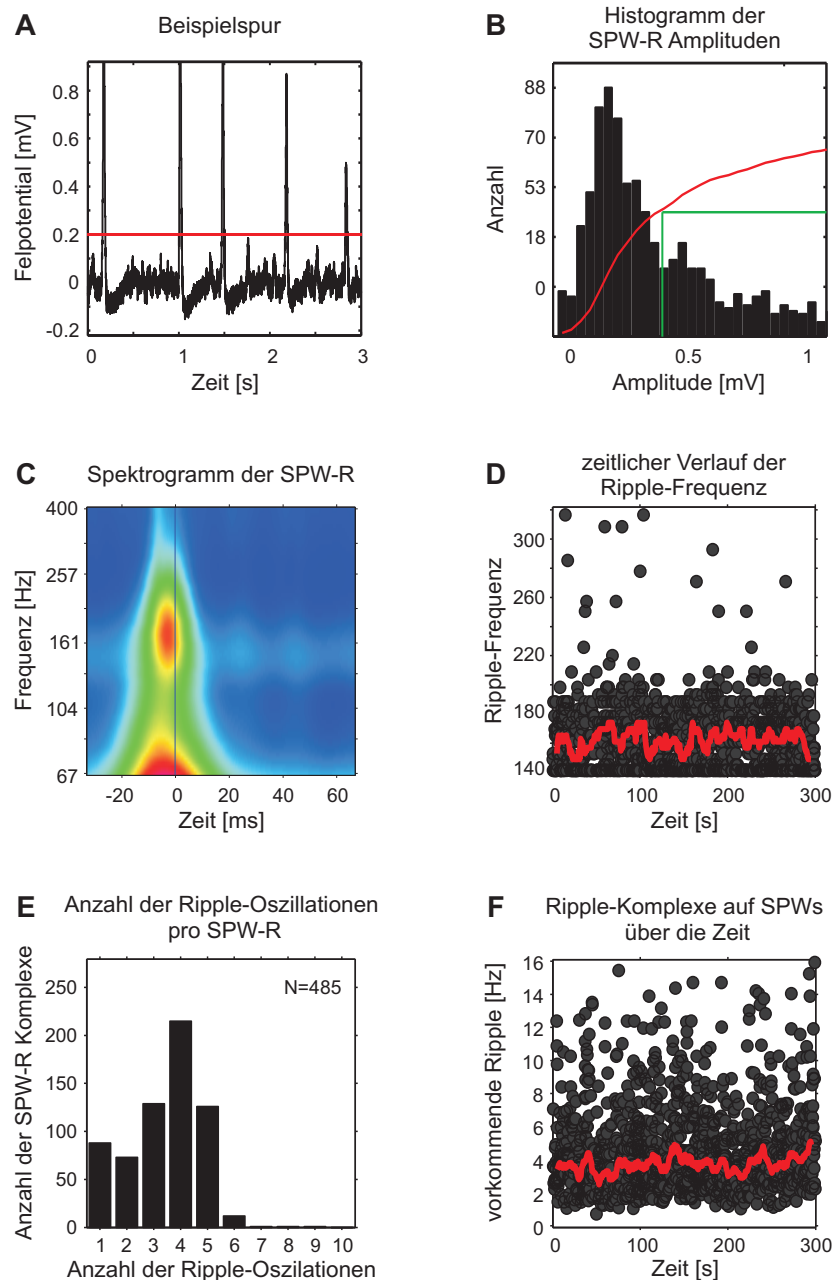 A
Beispielspur
Felpotential [mV]
0.8
0.6
0.4
0.2
0
-0.2
0
1
2
3
Zeit [s]
B
Histogramm der
SPW-R Amplituden
Anzahl
88
70
53
18
0
0
0.5
1
Amplitude [mV]
C
Spektrogramm der SPW-R
Frequenz [Hz]
400
257
161
104
67
-20
0
20
40
60
Zeit [ms]
D
zeitlicher Verlauf der
Ripple-Frequenz
Ripple-Frequenz
300
260
220
180
160
140
0
100
200
300
Zeit [s]
E
Anzahl der Ripple-Oszillationen
pro SPW-R
Anzahl der SPW-R Komplexe
250
200
150
100
50
0
N=485
1
2
3
4
5
6
7
8
9
10
Anzahl der Ripple-Oszilationen
F
Ripple-Komplexe auf SPWs
über die Zeit
vorkommende Ripple [Hz]
16
14
12
10
8
6
4
2
0
0
100
200
300
Zeit [s]